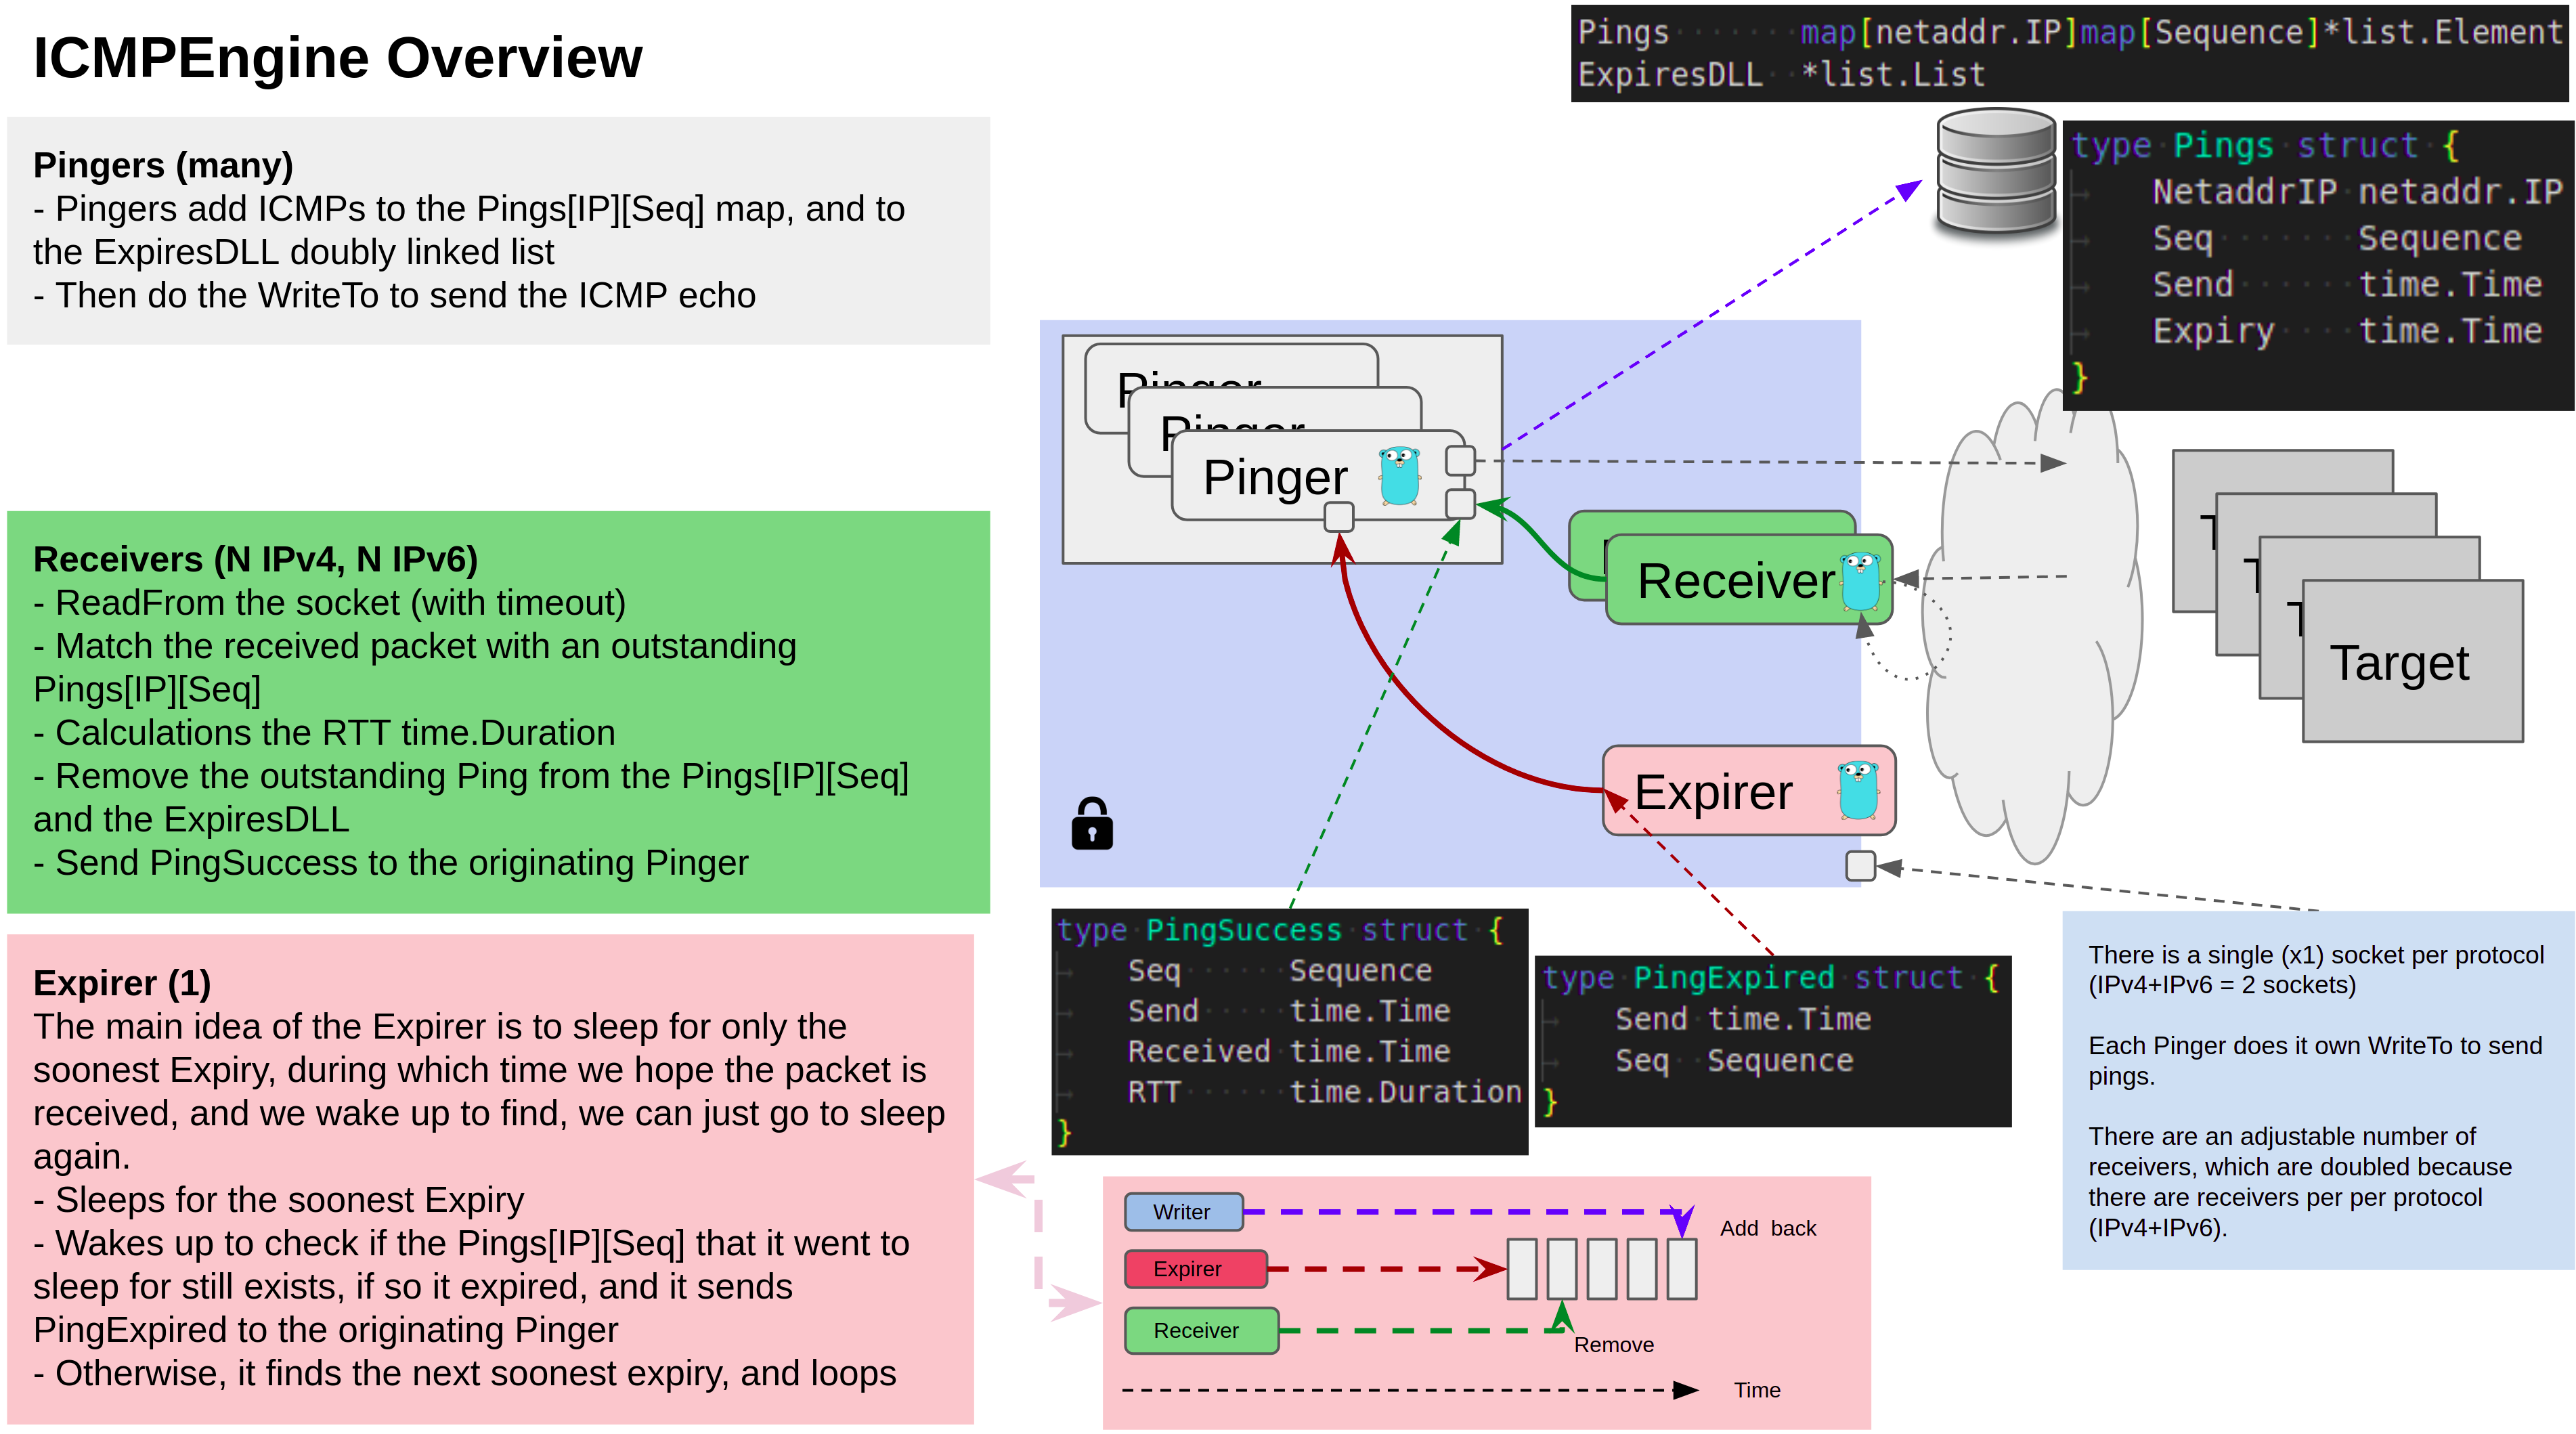 ICMPEngine Overview
Pingers (many)
- Pingers add ICMPs to the Pings[IP][Seq] map, and to
the ExpiresDLL doubly linked list
- Then do the WriteTo to send the ICMP echo
Receivers (N IPv4, N IPv6)
- ReadFrom the socket (with timeout)
- Match the received packet with an outstanding
Pings[IP][Seq]
- Calculations the RTT time.Duration
- Remove the outstanding Ping from the Pings[IP][Seq]
and the ExpiresDLL
- Send PingSuccess to the originating Pinger
Expirer (1)
The main idea of the Expirer is to sleep for only the
soonest Expiry, during which time we hope the packet is
received, and we wake up to find, we can just go to sleep
again.
- Sleeps for the soonest Expiry
- Wakes up to check if the Pings[IP][Seq] that it went to
sleep for still exists, if so it expired, and it sends
PingExpired to the originating Pinger
- Otherwise, it finds the next soonest expiry, and loops
Pings map[netaddr.IP]map[Sequence]*list.Element
ExpiresDLL *list.List
type Pings struct {
NetaddrIP netaddr.IP
Seq Sequence
Send time.Time
Expiry time.Time
}
Pinger
Pinger
Pinger
Receiver
Expirer
T
T
T
Target
type PingSuccess struct {
Seq Sequence
Send time.Time
Received time.Time
RTT time.Duration
}
type PingExpired struct {
Send time.Time
Seq Sequence
}
There is a single (x1) socket per protocol
(IPv4+IPv6 = 2 sockets)
Each Pinger does it own WriteTo to send
pings.
There are an adjustable number of
receivers, which are doubled because
there are receivers per per protocol
(IPv4+IPv6).
Writer
Expirer
Receiver
Add back
Remove
Time